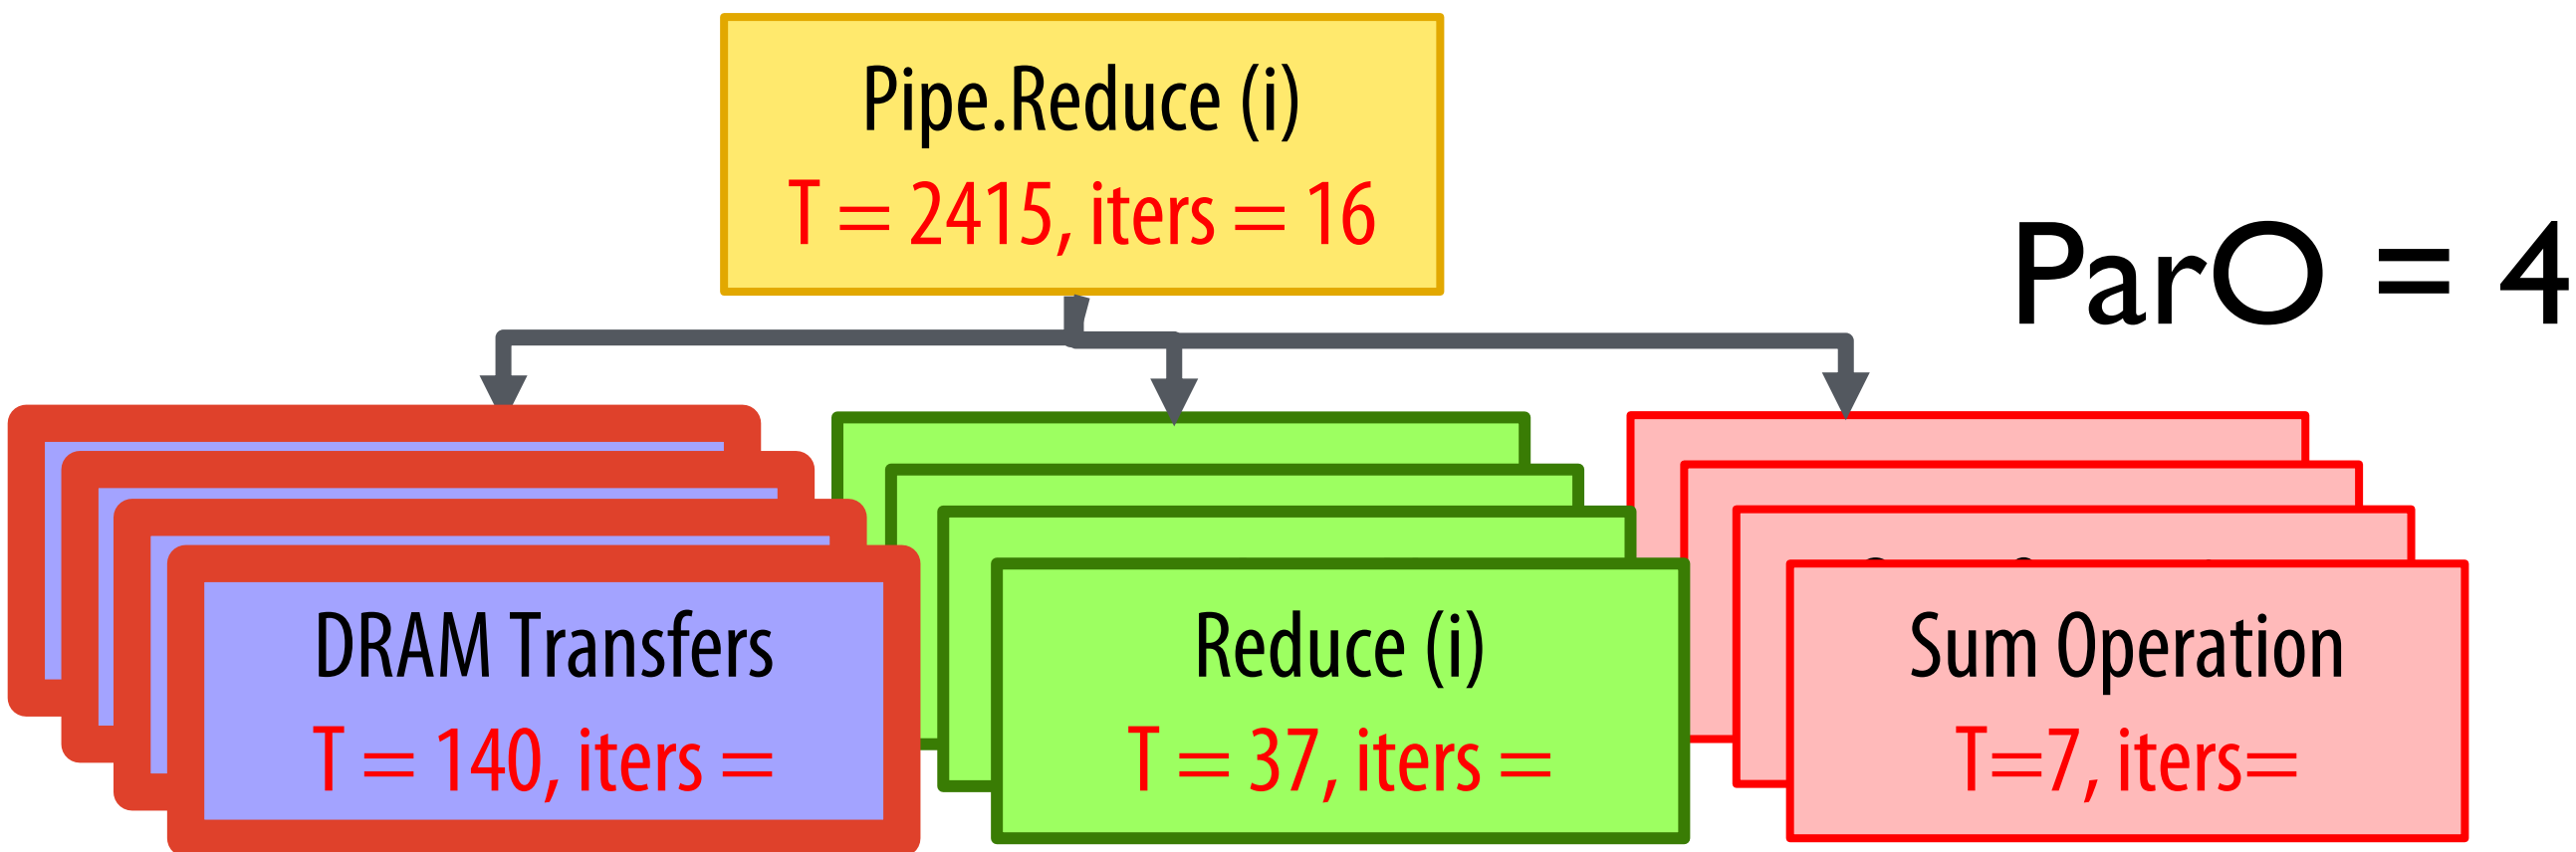 Pipe.Reduce (i)
T = 2415, iters = 16
ParO = 4
DRAM Transfers
T = 140, iters =
Reduce (i)
T = 37, iters =
Sum Operation
T=7, iters=